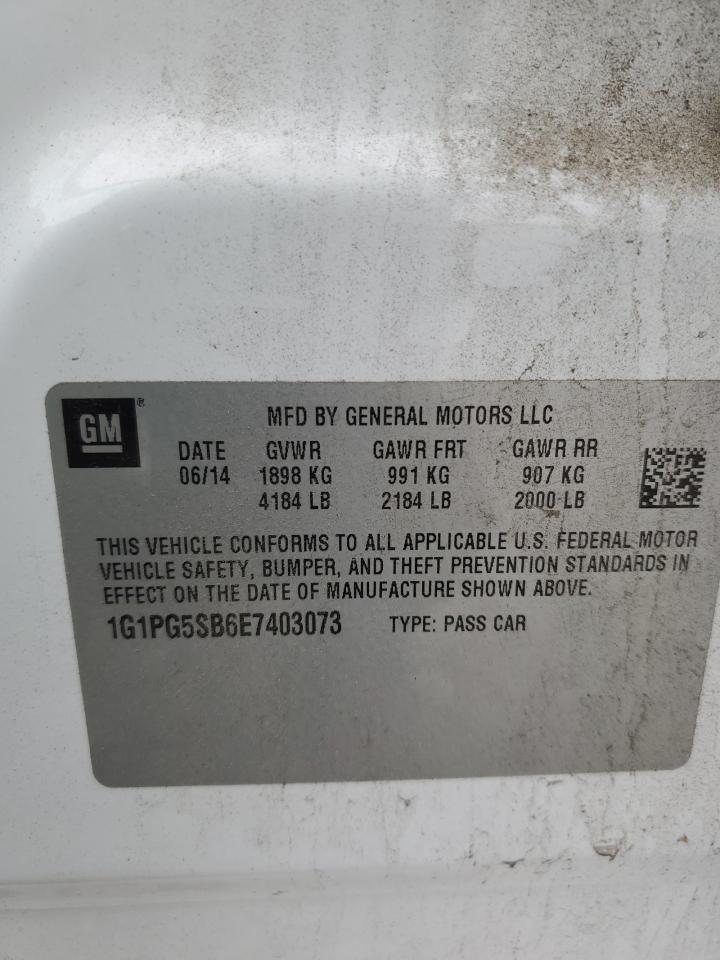 GM ® MFD BY GENERAL MOTORS LLC
DATE GVWR GAWR FRT GAWR RR
06/14 1898 KG 991 KG 907 KG
4184 LB 2184 LB 2000 LB
THIS VEHICLE CONFORMS TO ALL APPLICABLE U.S. FEDERAL MOTOR
VEHICLE SAFETY, BUMPER, AND THEFT PREVENTION STANDARDS IN
EFFECT ON THE DATE OF MANUFACTURE SHOWN ABOVE.
1G1PG5SB6E7403073 TYPE: PASS CAR